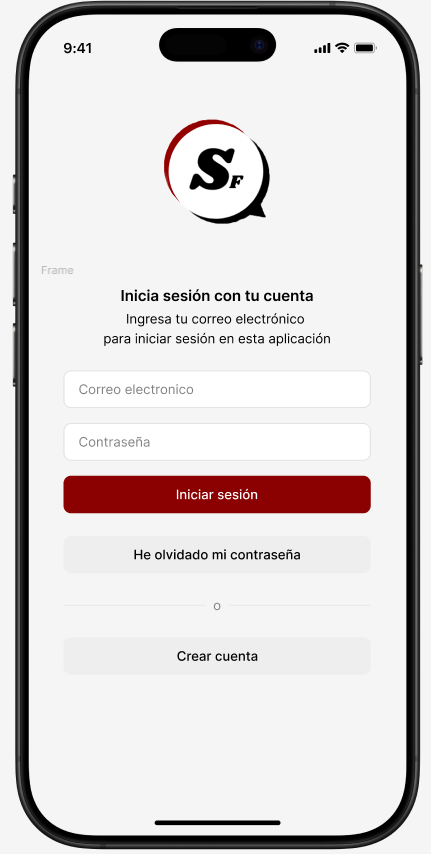 9:41
SF
Frame
Inicia sesión con tu cuenta
Ingresa tu correo electrónico
para iniciar sesión en esta aplicación
Correo electronico
Contraseña
Iniciar sesión
He olvidado mi contraseña
o
Crear cuenta